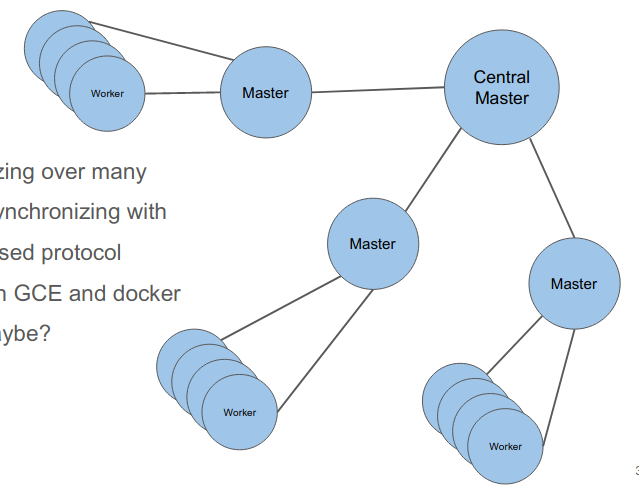 Central
Master
Worker
Master
zing over many
ynchronizing with
sed protocol
n GCE and docker
ybe?
Master
Master
Worker
Worker
3